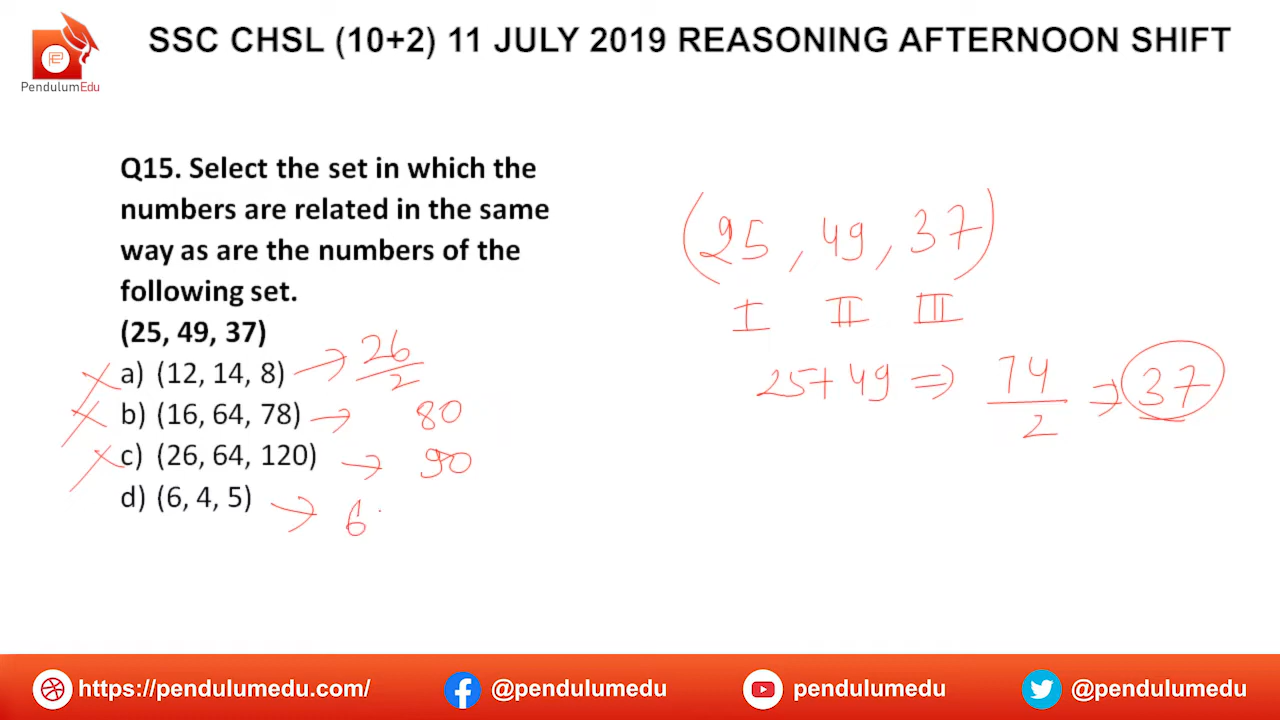 SSC CHSL (10+2) 11 JULY 2019 REASONING AFTERNOON SHIFT
PE
PendulumEdu
Q15. Select the set in which the
numbers are related in the same
way as are the numbers of the
following set.
(25, 49, 37)
a) (12, 14, 8) → 26/2
b) (16, 64, 78) → 80
c) (26, 64, 120) → 90
d) (6, 4, 5) → 6
(25, 49, 37)
I II III
25+49 ⇒ 74/2 ⇒ 37
https://pendulumedu.com/
@pendulumedu
pendulumedu
@pendulumedu